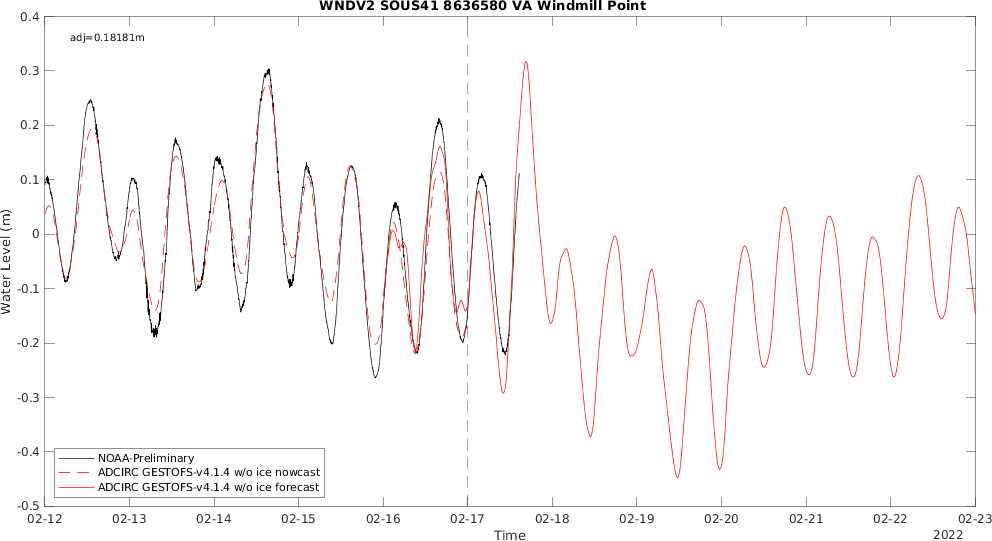 WNDV2 SOUS41 8636580 VA Windmill Point
adj=0.18181m
0.4
0.3
0.2
0.1
0
-0.1
-0.2
-0.3
-0.4
-0.5
Water Level (m)
NOAA-Preliminary
ADCIRC GESTOFS-v4.1.4 w/o ice nowcast
ADCIRC GESTOFS-v4.1.4 w/o ice forecast
02-12 02-13 02-14 02-15 02-16 02-17 02-18 02-19 02-20 02-21 02-22 02-23
Time
2022